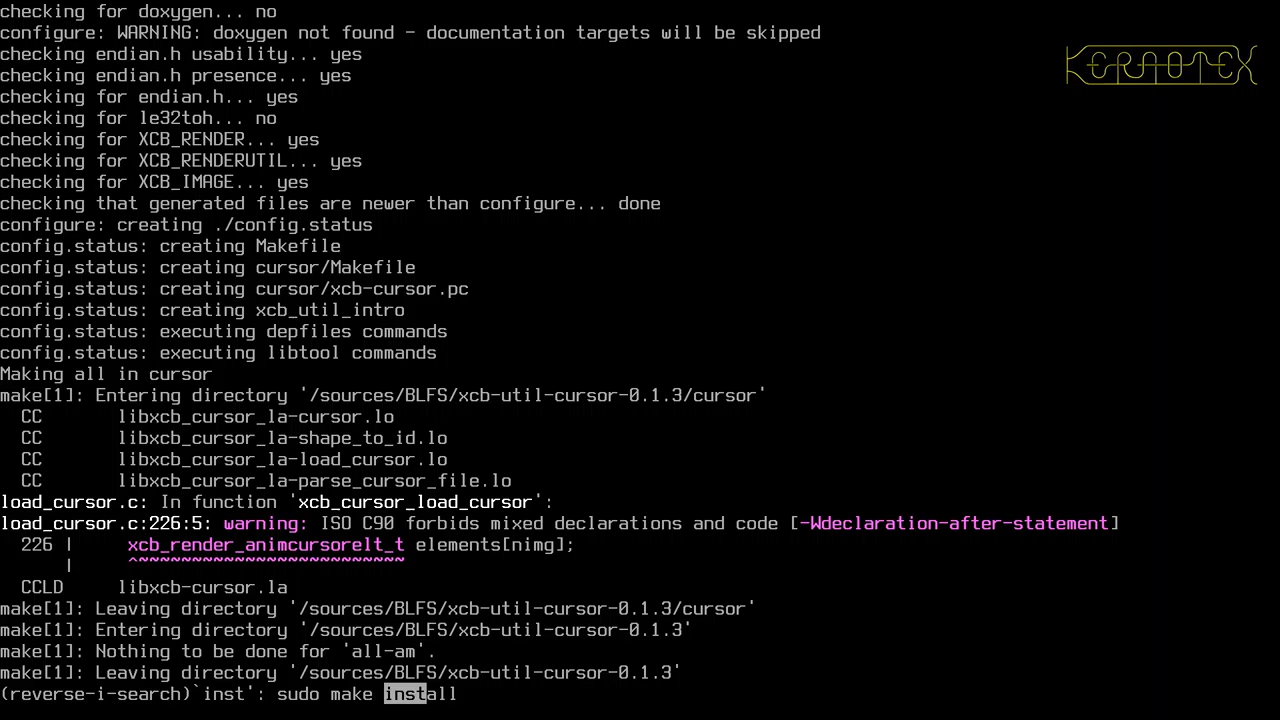 checking for doxygen... no
configure: WARNING: doxygen not found - documentation targets will be skipped
checking endian.h usability... yes
checking endian.h presence... yes
checking for endian.h... yes
checking for le32toh... no
checking for XCB_RENDER... yes
checking for XCB_RENDERUTIL... yes
checking for XCB_IMAGE... yes
checking that generated files are newer than configure... done
configure: creating ./config.status
config.status: creating Makefile
config.status: creating cursor/Makefile
config.status: creating cursor/xcb-cursor.pc
config.status: creating xcb_util_intro
config.status: executing depfiles commands
config.status: executing libtool commands
Making all in cursor
make[1]: Entering directory '/sources/BLFS/xcb-util-cursor-0.1.3/cursor'
  CC       libxcb_cursor_la-cursor.lo
  CC       libxcb_cursor_la-shape_to_id.lo
  CC       libxcb_cursor_la-load_cursor.lo
  CC       libxcb_cursor_la-parse_cursor_file.lo
load_cursor.c: In function 'xcb_cursor_load_cursor':
load_cursor.c:226:5: warning: ISO C90 forbids mixed declarations and code [-Wdeclaration-after-statement]
  226 |     xcb_render_animcursorelt_t elements[nimg];
      |     ^~~~~~~~~~~~~~~~~~~~~~~~~~
  CCLD     libxcb-cursor.la
make[1]: Leaving directory '/sources/BLFS/xcb-util-cursor-0.1.3/cursor'
make[1]: Entering directory '/sources/BLFS/xcb-util-cursor-0.1.3'
make[1]: Nothing to be done for 'all-am'.
make[1]: Leaving directory '/sources/BLFS/xcb-util-cursor-0.1.3'
(reverse-i-search)`inst': sudo make install
KERNOTEX